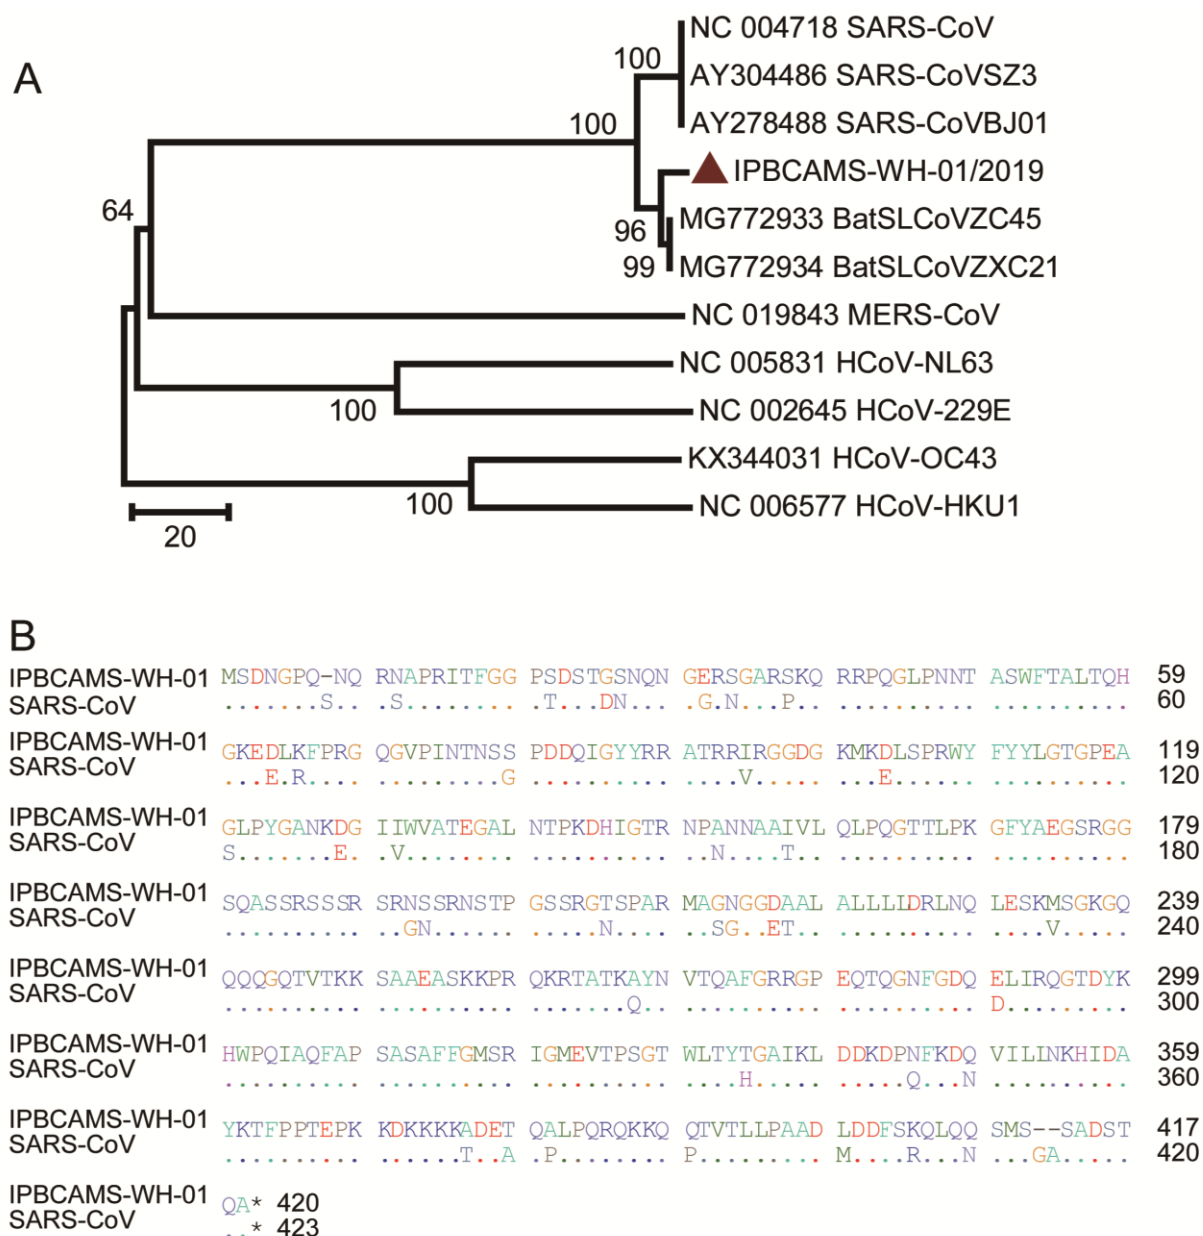 A
NC 004718 SARS-CoV
100
AY304486 SARS-CoVSZ3
100
AY278488 SARS-CoVBJ01
IPBCAMS-WH-01/2019
64
MG772933 BatSLCoVZC45
96
99
MG772934 BatSLCoVZXC21
NC 019843 MERS-CoV
NC 005831 HCoV-NL63
100
NC 002645 HCoV-229E
KX344031 HCoV-OC43
100
NC 006577 HCoV-HKU1
20
B
IPBCAMS-WH-01 MSDNGPQ-NQ RNAPRITFGG PSDSTGSNQN GERSGARSKQ RRPQGLPNNT ASWFTALTQH 59
SARS-CoV .......S.. .S........ .T...DN... .G.N..P... .......... .......... 60
IPBCAMS-WH-01 GKEDLKFPRG QGVPINTNSS PDDQIGYYRR ATRRIRGGDG KMKDLSPRWY FYYLGTGPEA 119
SARS-CoV ...E.R.... .........G .......... ....V..... ...E...... .......... 120
IPBCAMS-WH-01 GLPYGANKDG IIWVATEGAL NTPKDHIGTR NPANNAAIVL QLPQGTTLPK GFYAEGSRGG 179
SARS-CoV S.......E. ..V....... .......... ...N...T.. .......... .......... 180
IPBCAMS-WH-01 SQASSRSSSR SRNSSRNSTP GSSRGTSPAR MAGNGGDAAL ALLLLDRLNQ LESKMSGKGQ 239
SARS-CoV .......... ..GN...... .....N.... ...SG..ET. .......... ....V..... 240
IPBCAMS-WH-01 QQQGQTVTKK SAAEASKKPR QKRTATKAYN VTQAFGRRGP EQTQGNFGDQ ELIRQGTDYK 299
SARS-CoV .......... .......... .......Q.. .......... .......... D......... 300
IPBCAMS-WH-01 HWPQIAQFAP SASAFFGMSR IGMEVTPSGT WLTYTGAIKL DDKDPNFKDQ VILLNKHIDA 359
SARS-CoV .......... .......... .......... ....H..... .....Q...N .......... 360
IPBCAMS-WH-01 YKTFPPTEPK KDKKKKADET QALPQRQKKQ QTVTLLPAAD LDDFSKQLQQ SMS--SADST 417
SARS-CoV .......... ......T..A .P........ P......... M....R...N ...GA..... 420
IPBCAMS-WH-01 QA* 420
SARS-CoV ..* 423